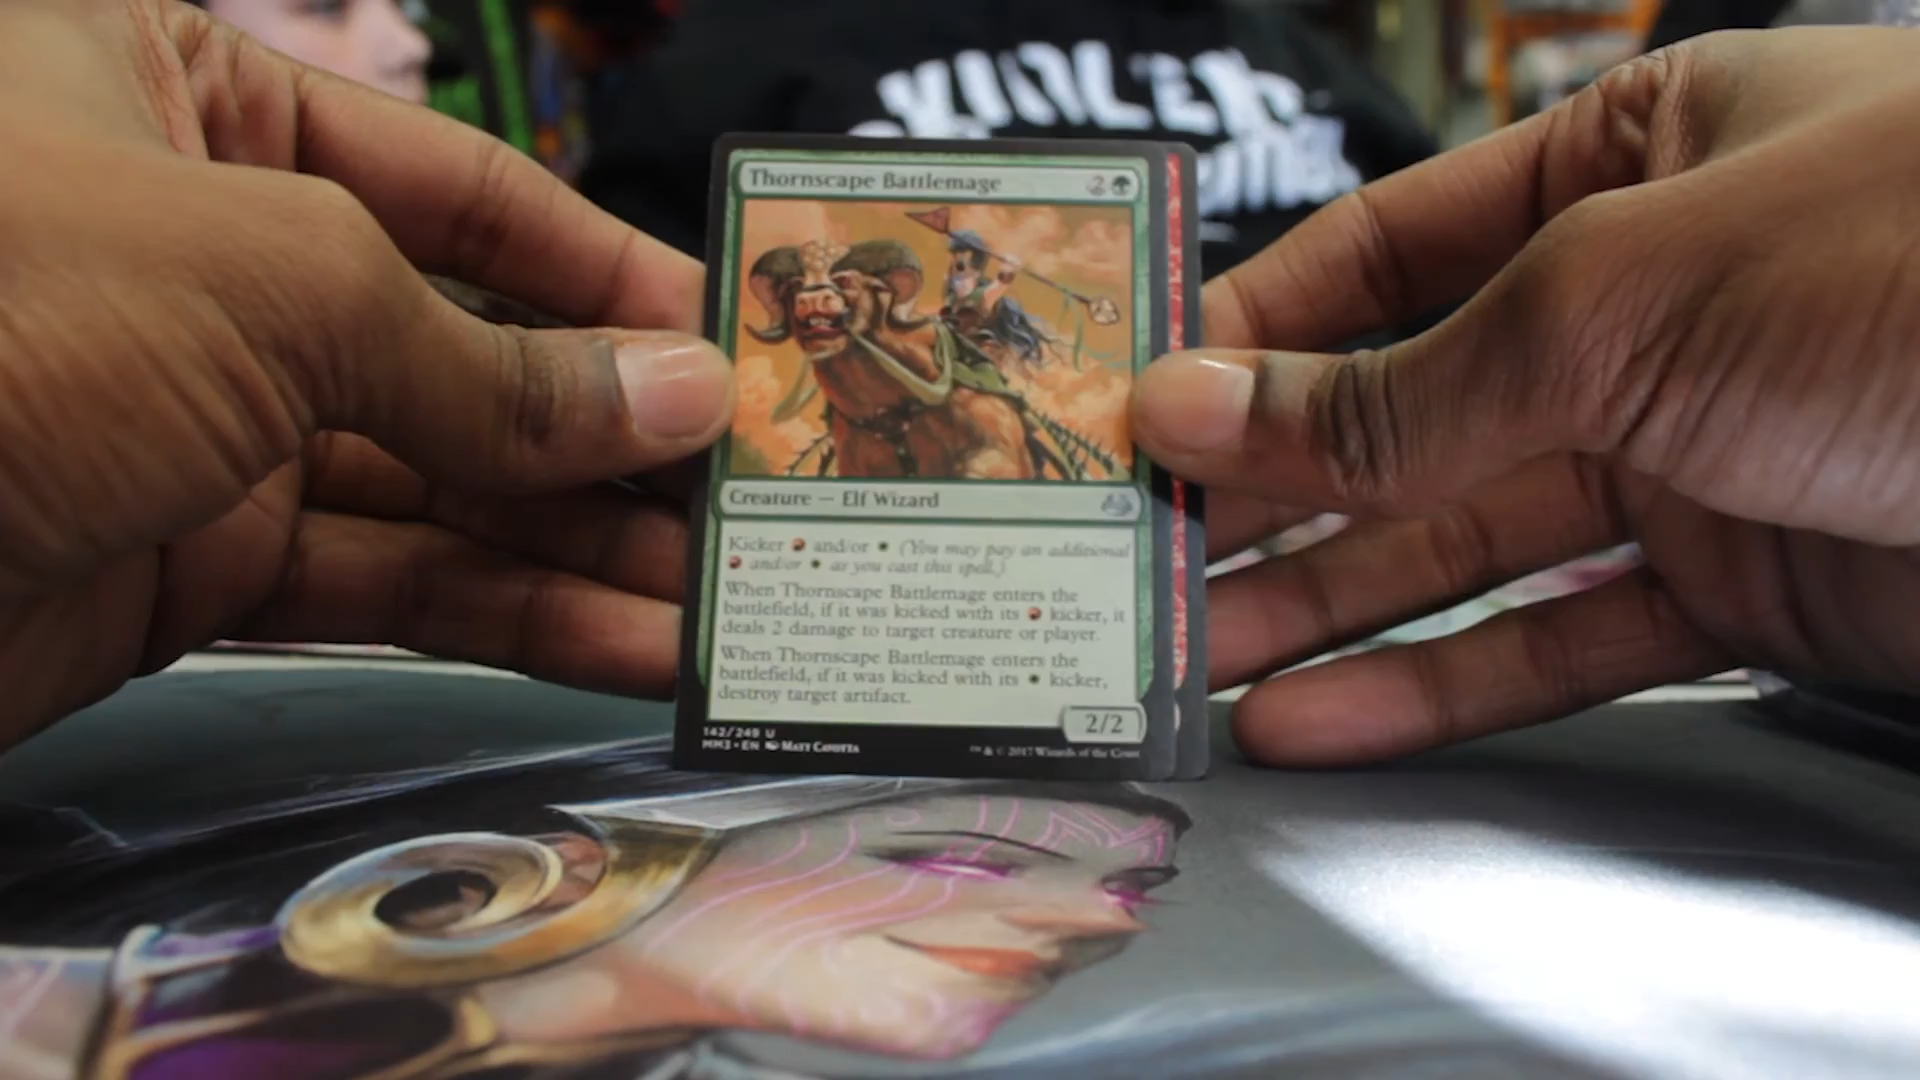 Thornscape Battlemage 2
Creature — Elf Wizard
Kicker and/or (You may pay an additional
and/or as you cast this spell.)
When Thornscape Battlemage enters the
battlefield, if it was kicked with its kicker, it
deals 2 damage to target creature or player.
When Thornscape Battlemage enters the
battlefield, if it was kicked with its kicker,
destroy target artifact.
2/2
142/249 U
MM3 • EN MATT CAVOTTA
™ & © 2017 Wizards of the Coast